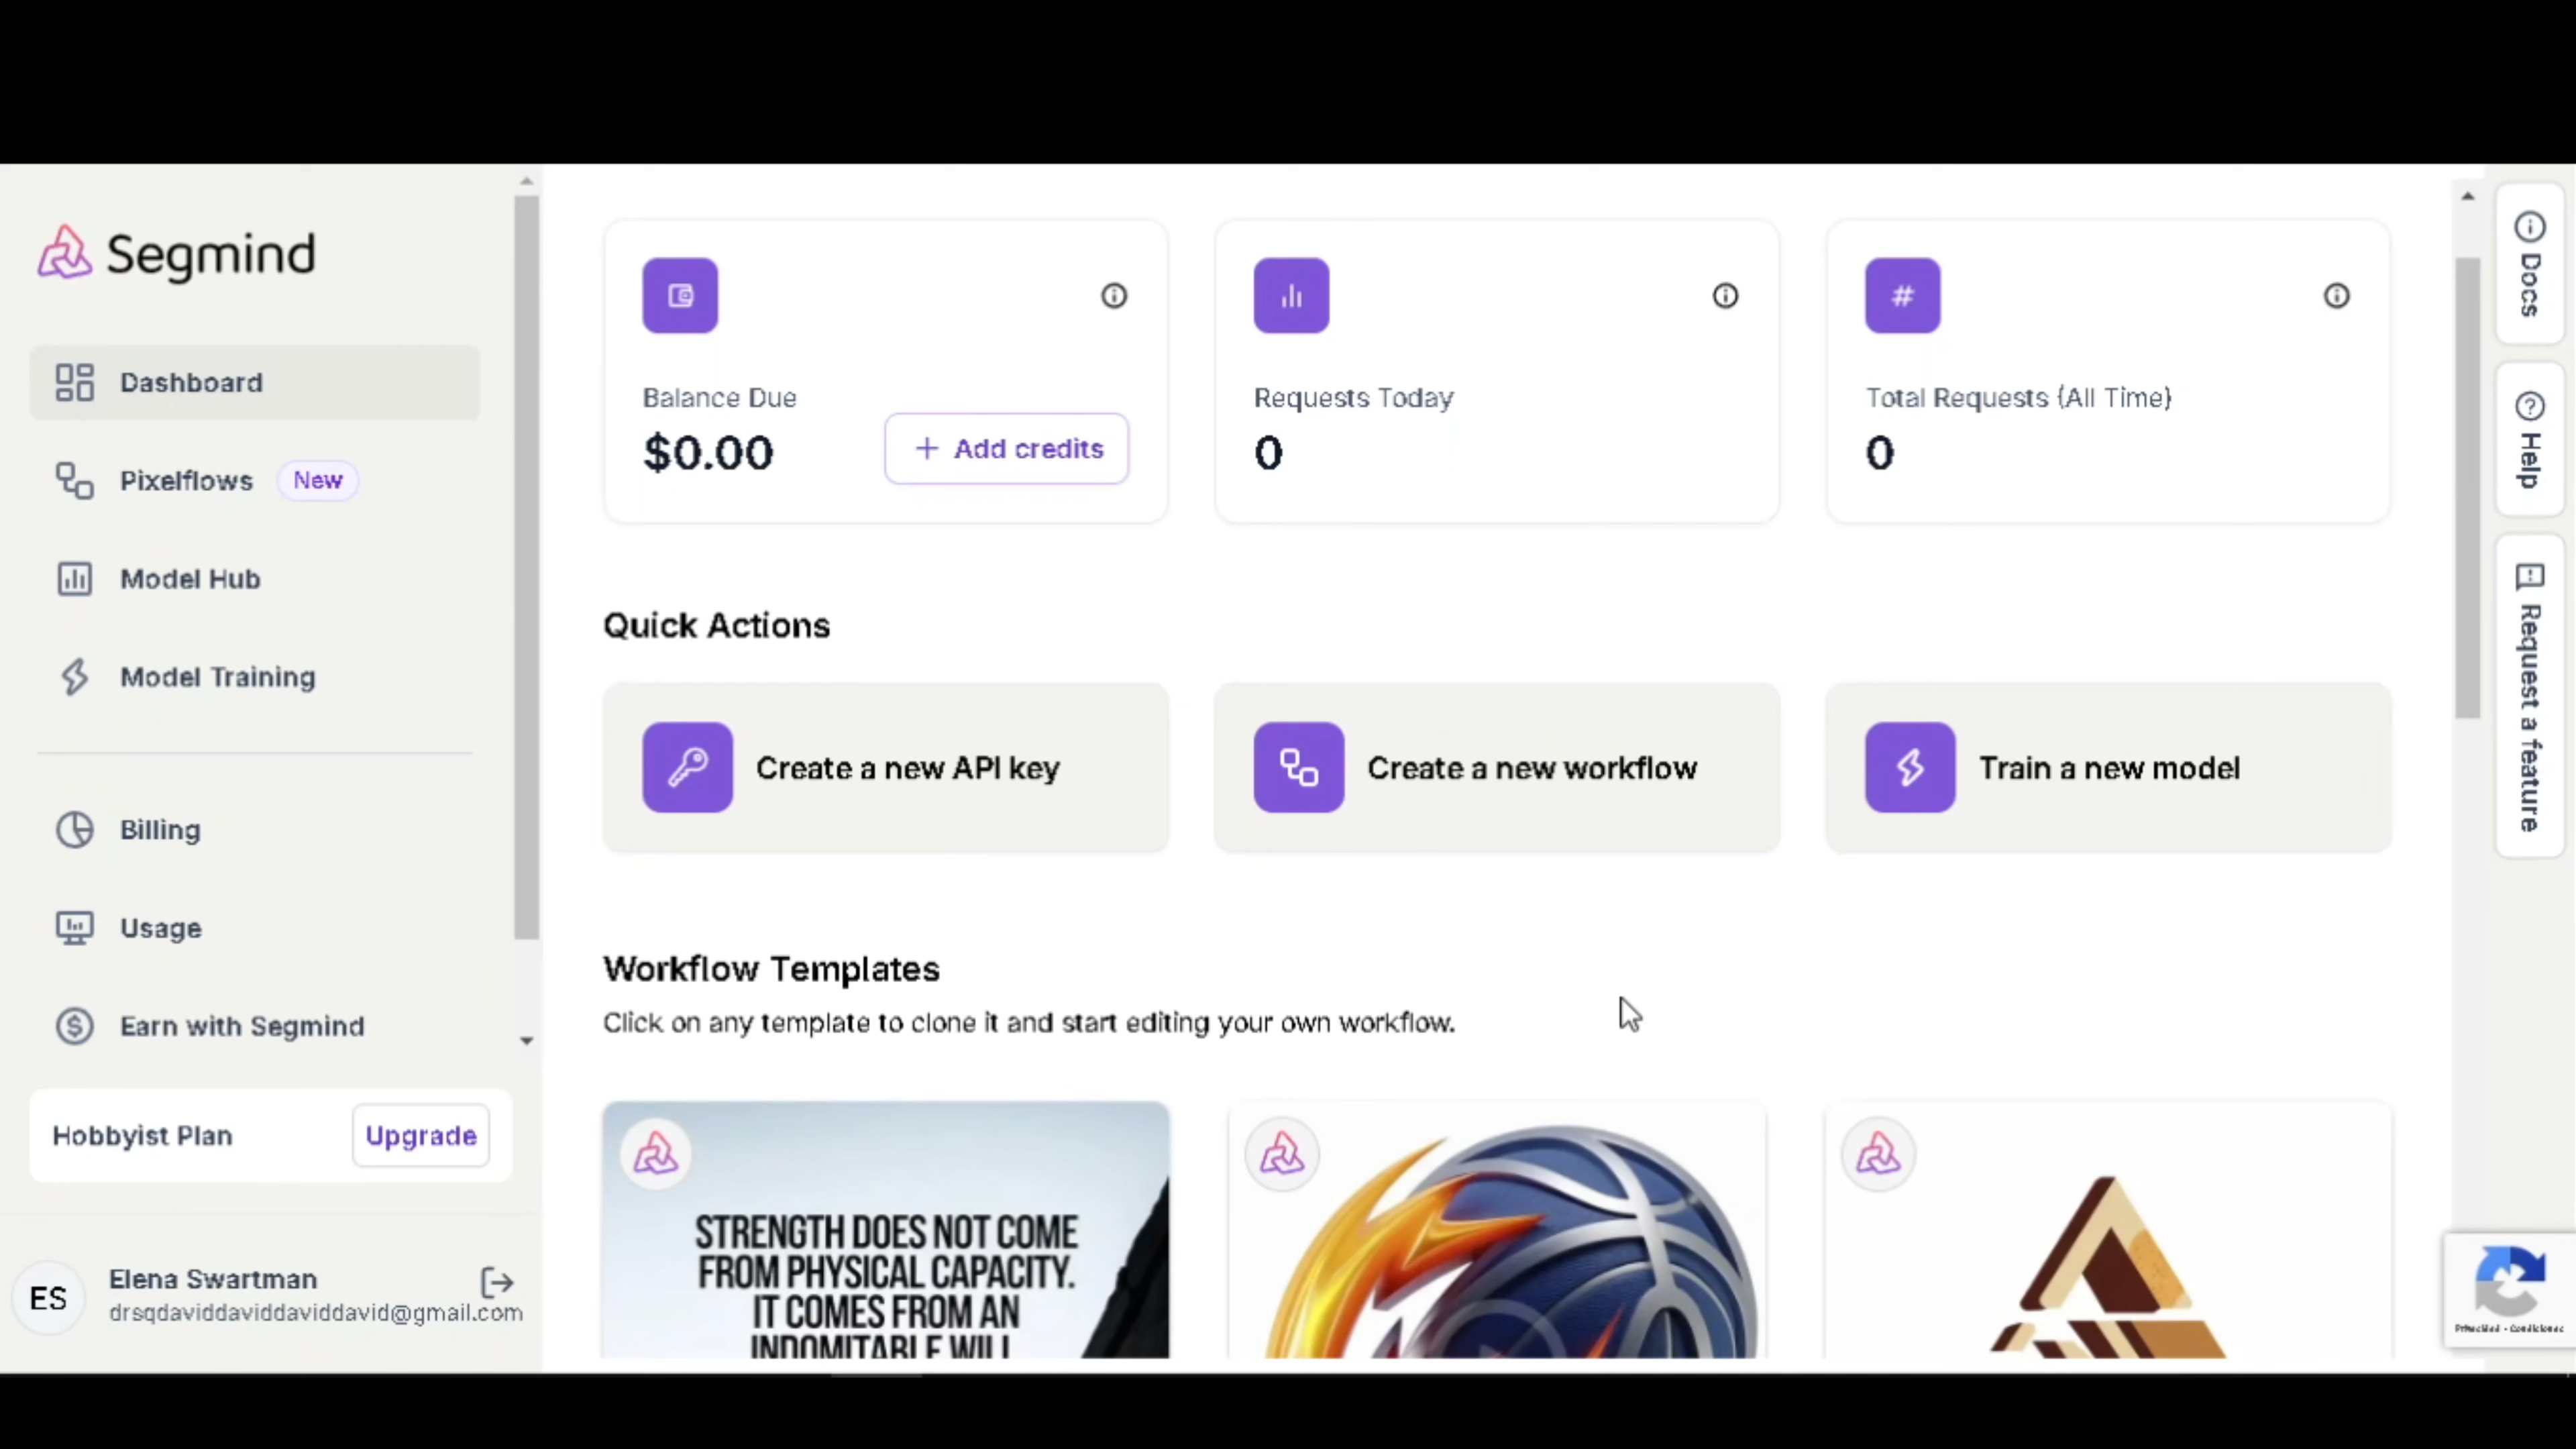 Segmind
Dashboard
Pixelflows New
Model Hub
Model Training
Billing
Usage
Earn with Segmind
Hobbyist Plan Upgrade
ES
Elena Swartman
drsqdaviddaviddaviddavid@gmail.com
Balance Due
$0.00
+ Add credits
Requests Today
0
#
Total Requests (All Time)
0
Quick Actions
Create a new API key
Create a new workflow
Train a new model
Workflow Templates
Click on any template to clone it and start editing your own workflow.
STRENGTH DOES NOT COME
FROM PHYSICAL CAPACITY.
IT COMES FROM AN
INDOMITABLE WILL
Docs
Help
Request a feature
Privacidad - Condiciones